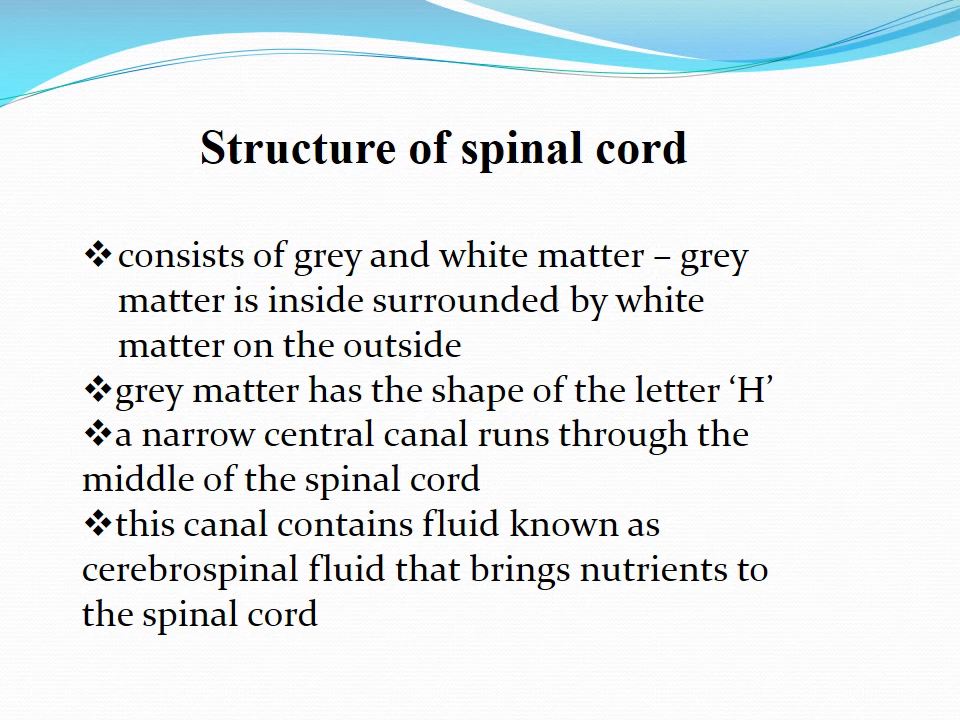 Structure of spinal cord
❖ consists of grey and white matter – grey
matter is inside surrounded by white
matter on the outside
❖grey matter has the shape of the letter ‘H’
❖a narrow central canal runs through the
middle of the spinal cord
❖this canal contains fluid known as
cerebrospinal fluid that brings nutrients to
the spinal cord